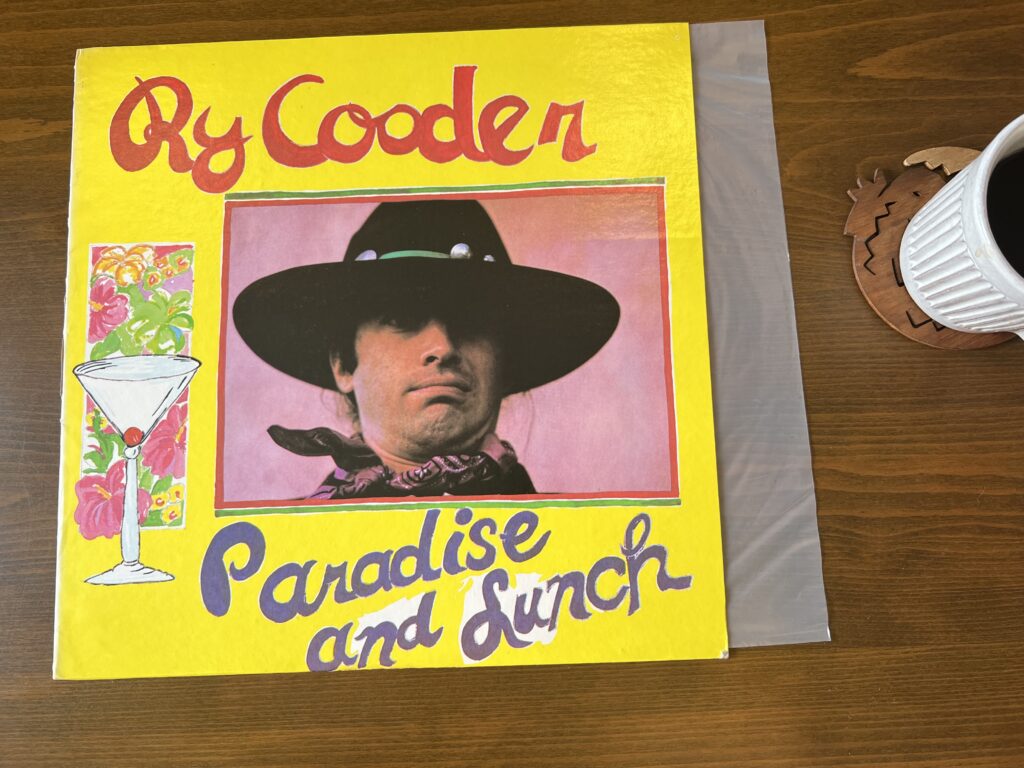 Ry Cooder
Paradise
and Lunch